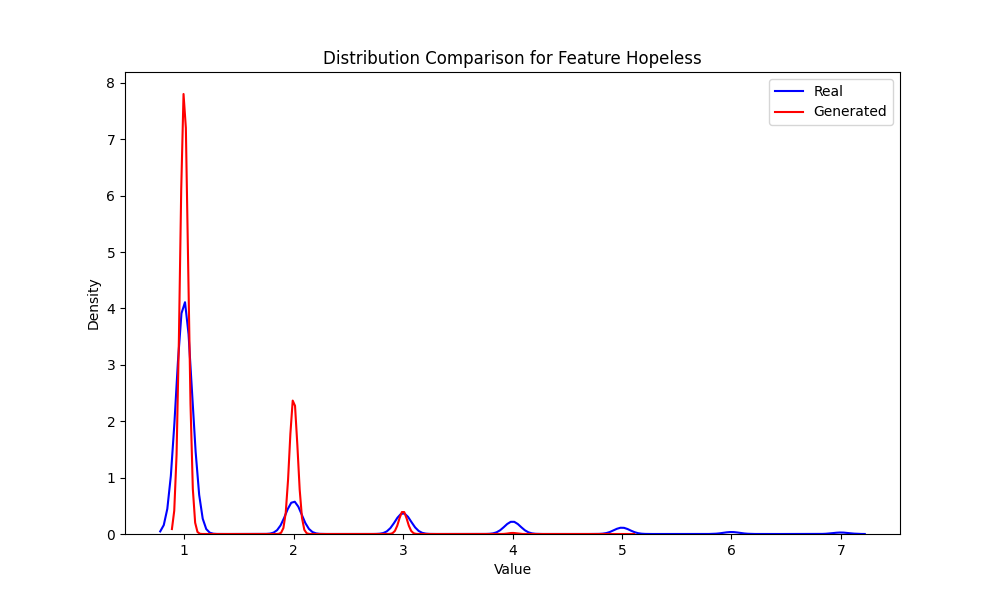 Distribution Comparison for Feature Hopeless
Real
Generated
8
7
6
5
4
3
2
1
0
Density
1 2 3 4 5 6 7
Value